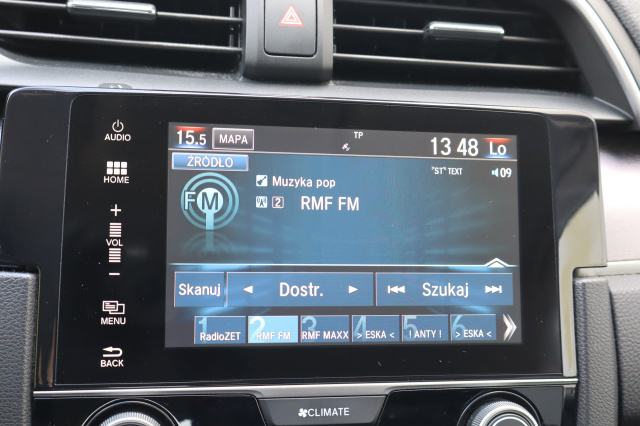 AUDIO
HOME
+
VOL
−
MENU
BACK
15.5 MAPA TP 13 48 Lo
ŹRÓDŁO "ST" TEXT 09
FM Muzyka pop
2 RMF FM
Skanuj ◄ Dostr. ► ⏮ Szukaj ⏭
1 RadioZET 2 RMF FM 3 RMF MAXX 4 > ESKA < 5 ! ANTY ! 6 > ESKA <
CLIMATE